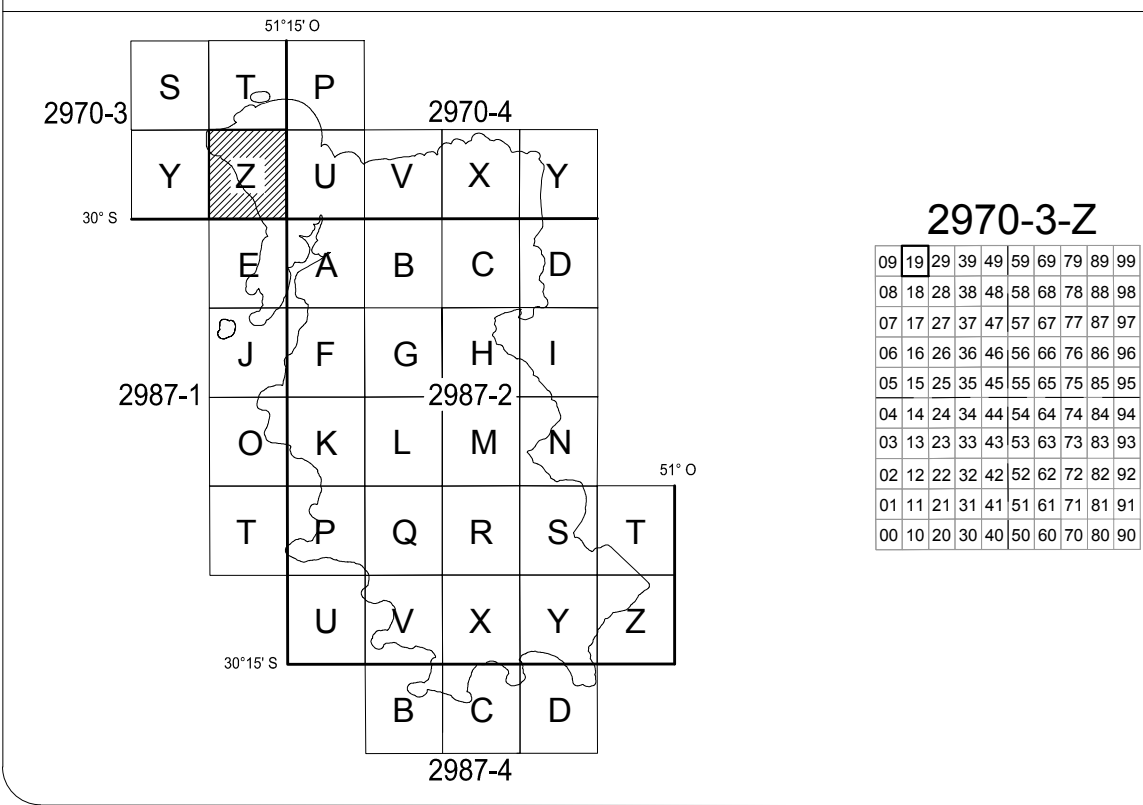 51°15' O
S T P
2970-3 2970-4
Y Z U V X Y
30° S
E A B C D
J F G H I
2987-1 2987-2
O K L M N
51° O
T P Q R S T
U V X Y Z
30°15' S
B C D
2987-4
2970-3-Z
09 19 29 39 49 59 69 79 89 99
08 18 28 38 48 58 68 78 88 98
07 17 27 37 47 57 67 77 87 97
06 16 26 36 46 56 66 76 86 96
05 15 25 35 45 55 65 75 85 95
04 14 24 34 44 54 64 74 84 94
03 13 23 33 43 53 63 73 83 93
02 12 22 32 42 52 62 72 82 92
01 11 21 31 41 51 61 71 81 91
00 10 20 30 40 50 60 70 80 90